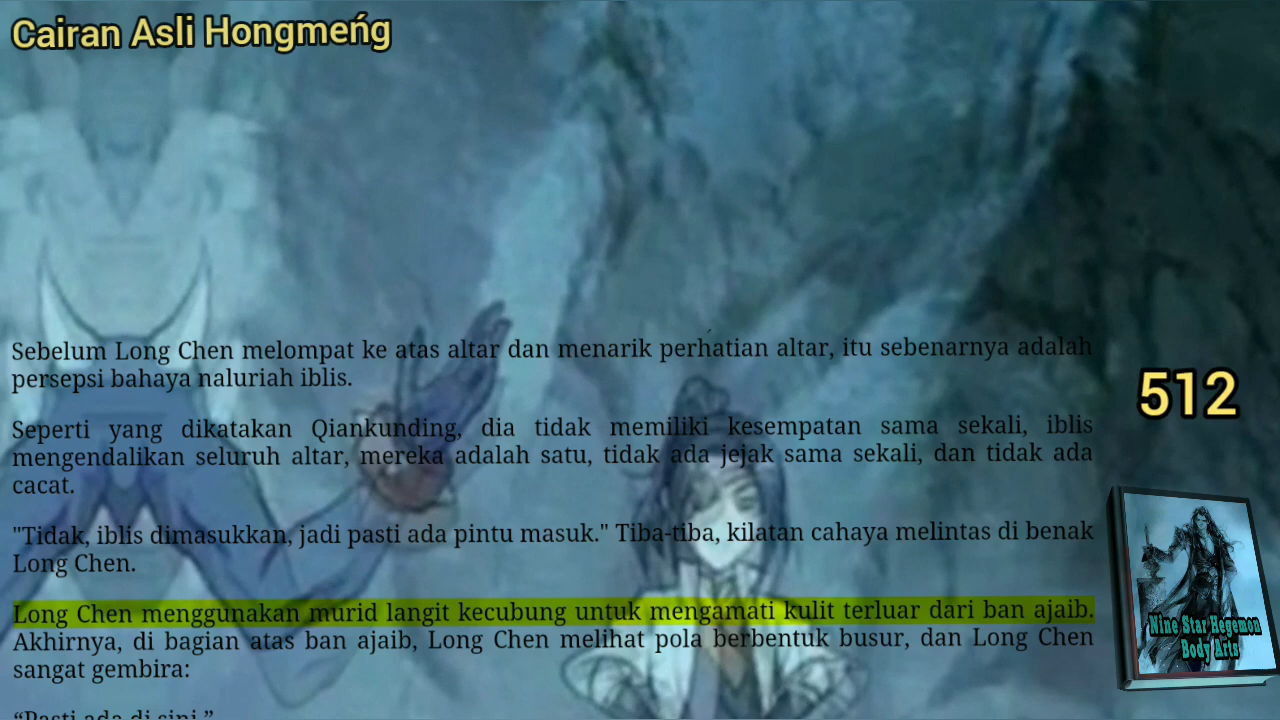 Cairan Asli Hongmeńg
Sebelum Long Chen melompat ke atas altar dan menarik perhatian altar, itu sebenarnya adalah
persepsi bahaya naluriah iblis.
Seperti yang dikatakan Qiankunding, dia tidak memiliki kesempatan sama sekali, iblis
mengendalikan seluruh altar, mereka adalah satu, tidak ada jejak sama sekali, dan tidak ada
cacat.
"Tidak, iblis dimasukkan, jadi pasti ada pintu masuk." Tiba-tiba, kilatan cahaya melintas di benak
Long Chen.
Long Chen menggunakan murid langit kecubung untuk mengamati kulit terluar dari ban ajaib.
Akhirnya, di bagian atas ban ajaib, Long Chen melihat pola berbentuk busur, dan Long Chen
sangat gembira:
“Pasti ada di sini.”
512
Nine Star Hegemon
Body Arts